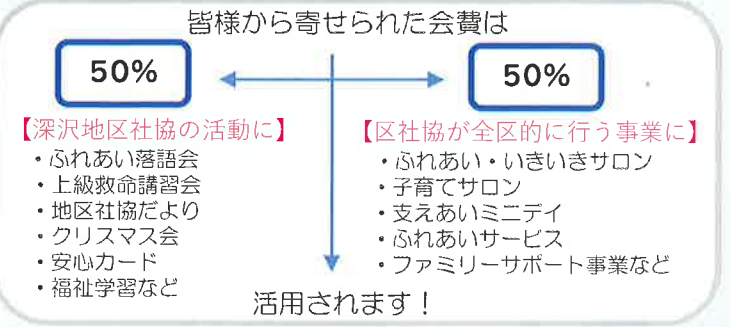 皆様から寄せられた会費は
50%
50%
【深沢地区社協の活動に】
・ふれあい落語会
・上級救命講習会
・地区社協だより
・クリスマス会
・安心カード
・福祉学習など
【区社協が全区的に行う事業に】
・ふれあい・いきいきサロン
・子育てサロン
・支えあいミニデイ
・ふれあいサービス
・ファミリーサポート事業など
活用されます！